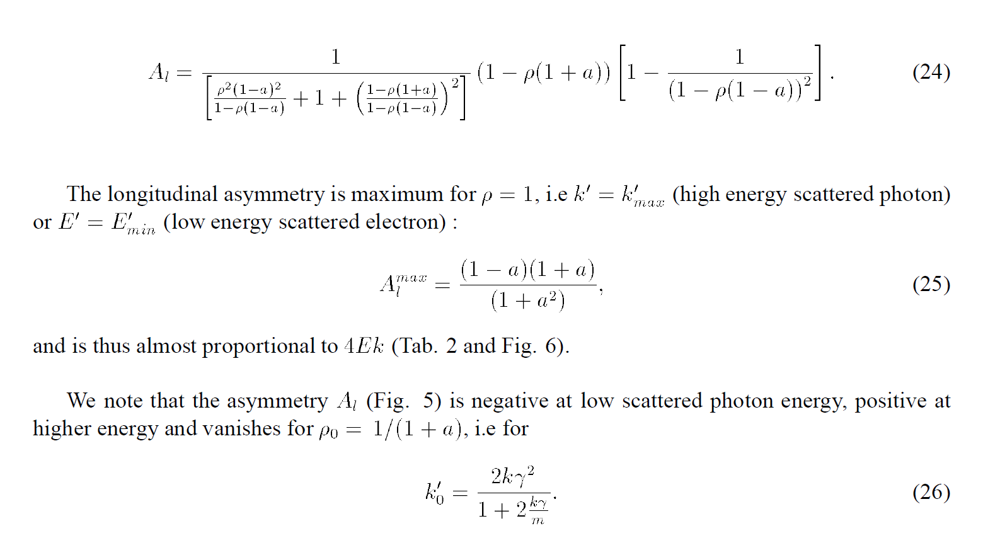 A_l = \frac{1}{\left[\frac{\rho^2(1-a)^2}{1-\rho(1-a)} + 1 + \left(\frac{1-\rho(1+a)}{1-\rho(1-a)}\right)^2\right]} (1 - \rho(1+a)) \left[1 - \frac{1}{(1-\rho(1-a))^2}\right]. (24)
The longitudinal asymmetry is maximum for ρ = 1, i.e k′ = k′_{max} (high energy scattered photon)
or E′ = E′_{min} (low energy scattered electron) :
A_l^{max} = \frac{(1-a)(1+a)}{(1+a^2)}, (25)
and is thus almost proportional to 4Ek (Tab. 2 and Fig. 6).
We note that the asymmetry A_l (Fig. 5) is negative at low scattered photon energy, positive at
higher energy and vanishes for ρ_0 = 1/(1 + a), i.e for
k′_0 = \frac{2kγ^2}{1 + 2\frac{kγ}{m}}. (26)